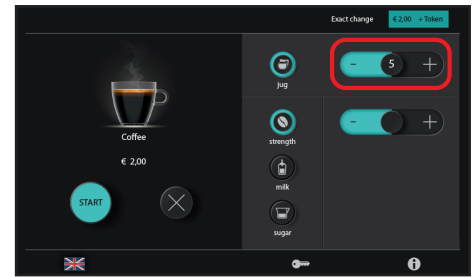 Exact change € 2,00 + Token
- 5 +
jug
- +
Coffee
strength
€ 2,00
milk
START
sugar